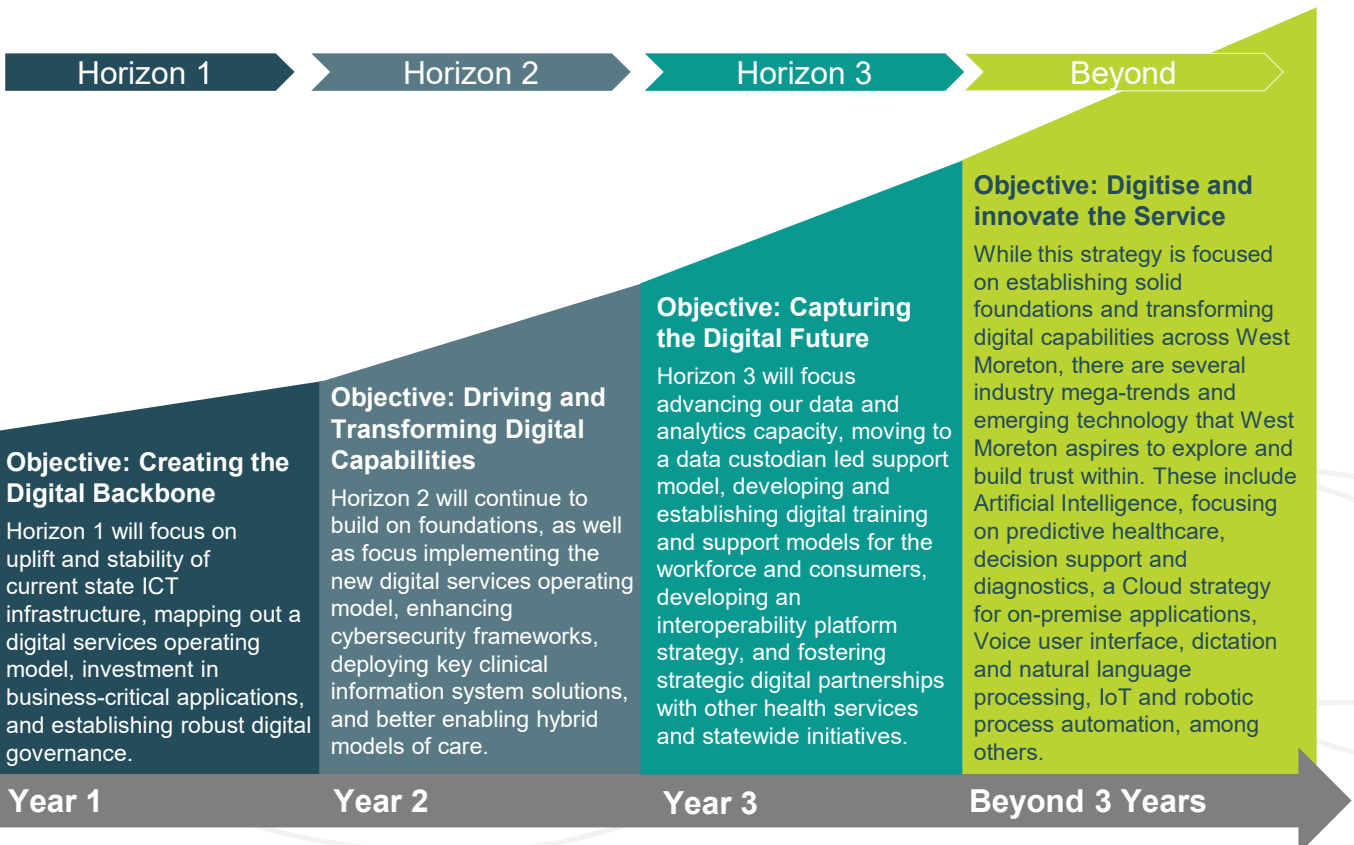 Horizon 1
Horizon 2
Horizon 3
Beyond
Objective: Creating the
Digital Backbone
Horizon 1 will focus on
uplift and stability of
current state ICT
infrastructure, mapping out a
digital services operating
model, investment in
business-critical applications,
and establishing robust digital
governance.
Objective: Driving and
Transforming Digital
Capabilities
Horizon 2 will continue to
build on foundations, as well
as focus implementing the
new digital services operating
model, enhancing
cybersecurity frameworks,
deploying key clinical
information system solutions,
and better enabling hybrid
models of care.
Objective: Capturing
the Digital Future
Horizon 3 will focus
advancing our data and
analytics capacity, moving to
a data custodian led support
model, developing and
establishing digital training
and support models for the
workforce and consumers,
developing an
interoperability platform
strategy, and fostering
strategic digital partnerships
with other health services
and statewide initiatives.
Objective: Digitise and
innovate the Service
While this strategy is focused
on establishing solid
foundations and transforming
digital capabilities across West
Moreton, there are several
industry mega-trends and
emerging technology that West
Moreton aspires to explore and
build trust within. These include
Artificial Intelligence, focusing
on predictive healthcare,
decision support and
diagnostics, a Cloud strategy
for on-premise applications,
Voice user interface, dictation
and natural language
processing, IoT and robotic
process automation, among
others.
Year 1
Year 2
Year 3
Beyond 3 Years